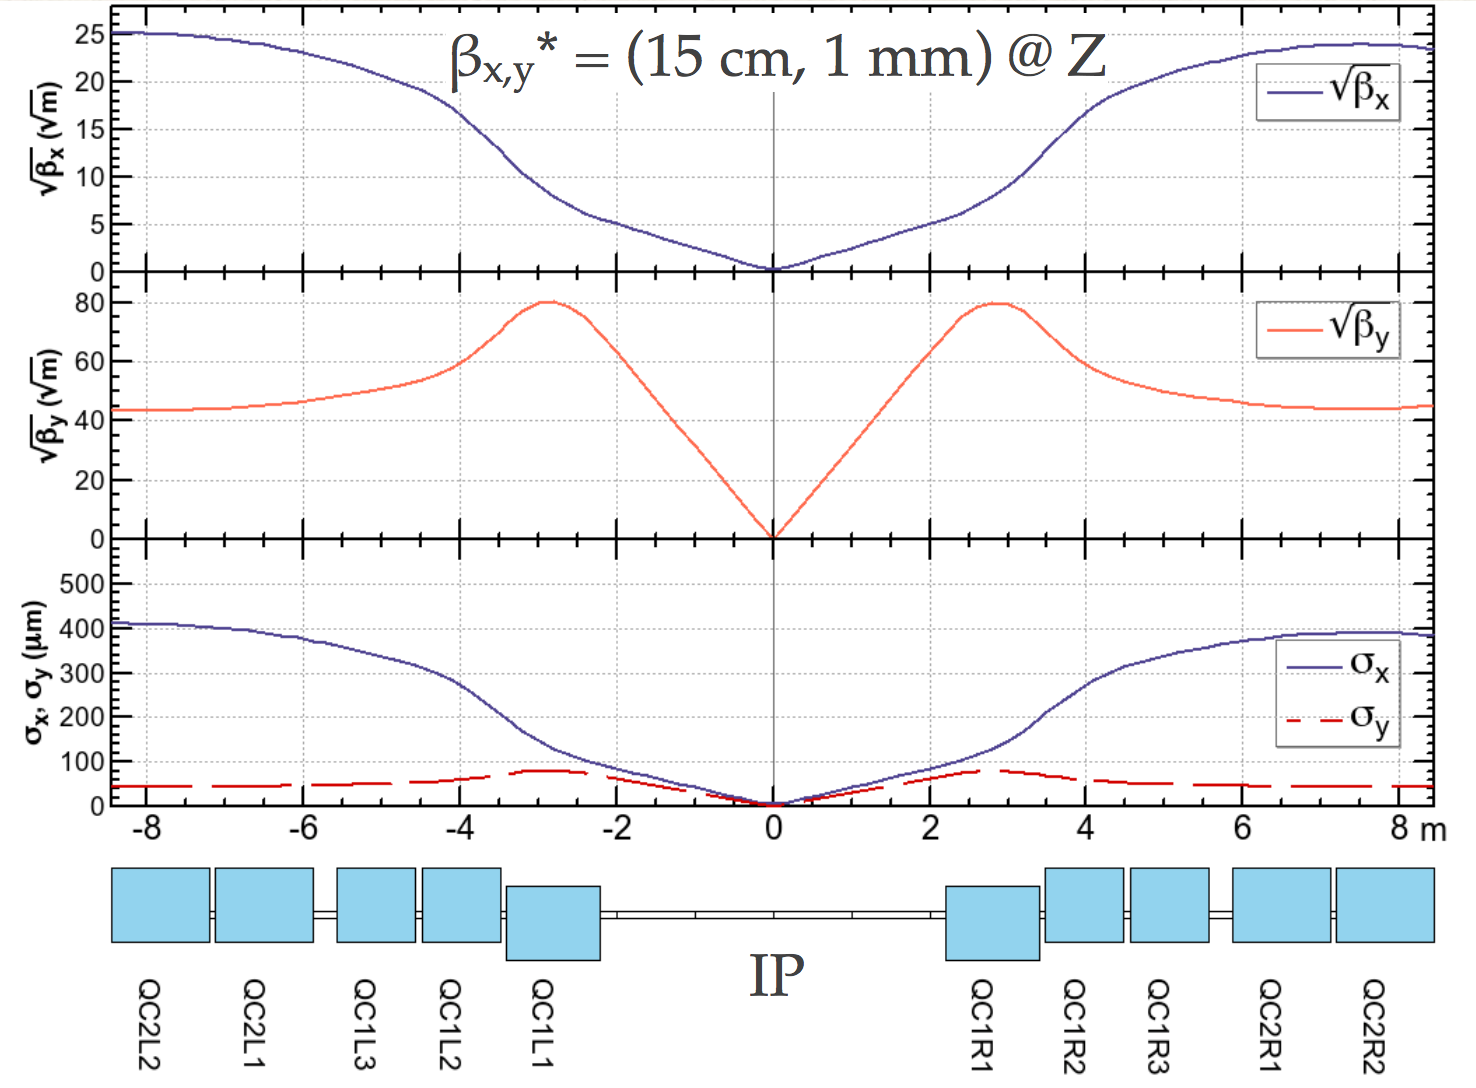 βx,y* = (15 cm, 1 mm) @ Z
√βx (√m)
25
20
15
10
5
0
√βx
√βy (√m)
80
60
40
20
0
√βy
σx, σy (μm)
500
400
300
200
100
0
σx
σy
-8 -6 -4 -2 0 2 4 6 8 m
IP
QC2L2
QC2L1
QC1L3
QC1L2
QC1L1
QC1R1
QC1R2
QC1R3
QC2R1
QC2R2